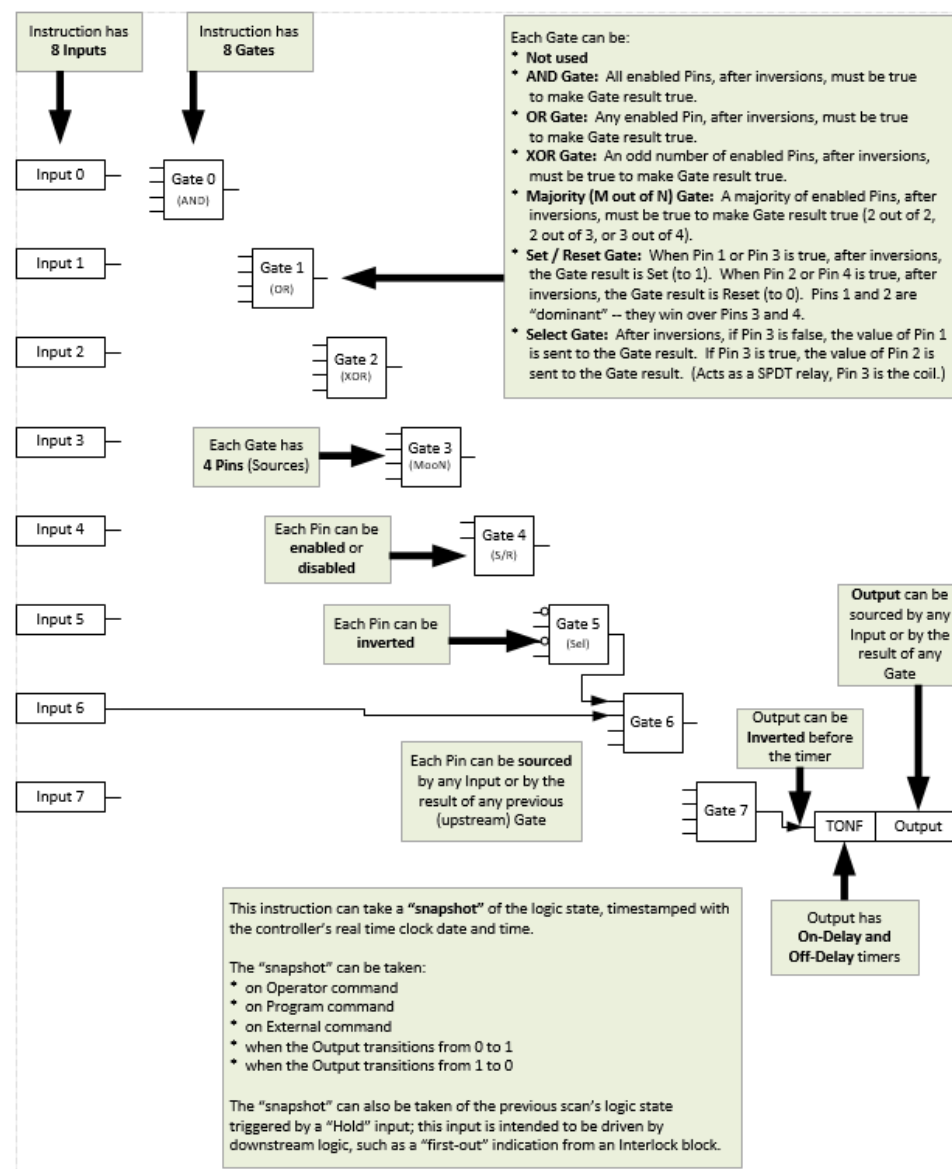 Instruction has
8 Inputs
Instruction has
8 Gates
Each Gate can be:
* Not used
* AND Gate: All enabled Pins, after inversions, must be true
to make Gate result true.
* OR Gate: Any enabled Pin, after inversions, must be true
to make Gate result true.
* XOR Gate: An odd number of enabled Pins, after inversions,
must be true to make Gate result true.
* Majority (M out of N) Gate: A majority of enabled Pins, after
inversions, must be true to make Gate result true (2 out of 2,
2 out of 3, or 3 out of 4).
* Set / Reset Gate: When Pin 1 or Pin 3 is true, after inversions,
the Gate result is Set (to 1). When Pin 2 or Pin 4 is true, after
inversions, the Gate result is Reset (to 0). Pins 1 and 2 are
“dominant” -- they win over Pins 3 and 4.
* Select Gate: After inversions, if Pin 3 is false, the value of Pin 1
is sent to the Gate result. If Pin 3 is true, the value of Pin 2 is
sent to the Gate result. (Acts as a SPDT relay, Pin 3 is the coil.)
Input 0
Gate 0
(AND)
Input 1
Gate 1
(OR)
Input 2
Gate 2
(XOR)
Input 3
Each Gate has
4 Pins (Sources)
Gate 3
(MooN)
Input 4
Each Pin can be
enabled or
disabled
Gate 4
(S/R)
Input 5
Each Pin can be
inverted
Gate 5
(Sel)
Output can be
sourced by any
Input or by the
result of any
Gate
Input 6
Gate 6
Output can be
Inverted before
the timer
Each Pin can be sourced
by any Input or by the
result of any previous
(upstream) Gate
Input 7
Gate 7
TONF
Output
Output has
On-Delay and
Off-Delay timers
This instruction can take a “snapshot” of the logic state, timestamped with
the controller's real time clock date and time.
The “snapshot” can be taken:
* on Operator command
* on Program command
* on External command
* when the Output transitions from 0 to 1
* when the Output transitions from 1 to 0
The “snapshot” can also be taken of the previous scan's logic state
triggered by a “Hold” input; this input is intended to be driven by
downstream logic, such as a “first-out” indication from an Interlock block.